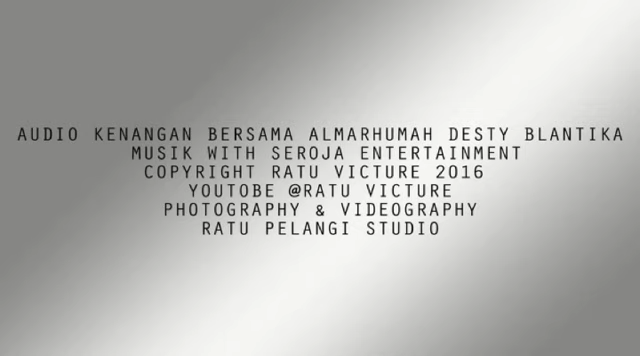 AUDIO KENANGAN BERSAMA ALMARHUMAH DESTY BLANTIKA
MUSIK WITH SEROJA ENTERTAINMENT
COPYRIGHT RATU VICTURE 2016
YOUTOBE @RATU VICTURE
PHOTOGRAPHY & VIDEOGRAPHY
RATU PELANGI STUDIO